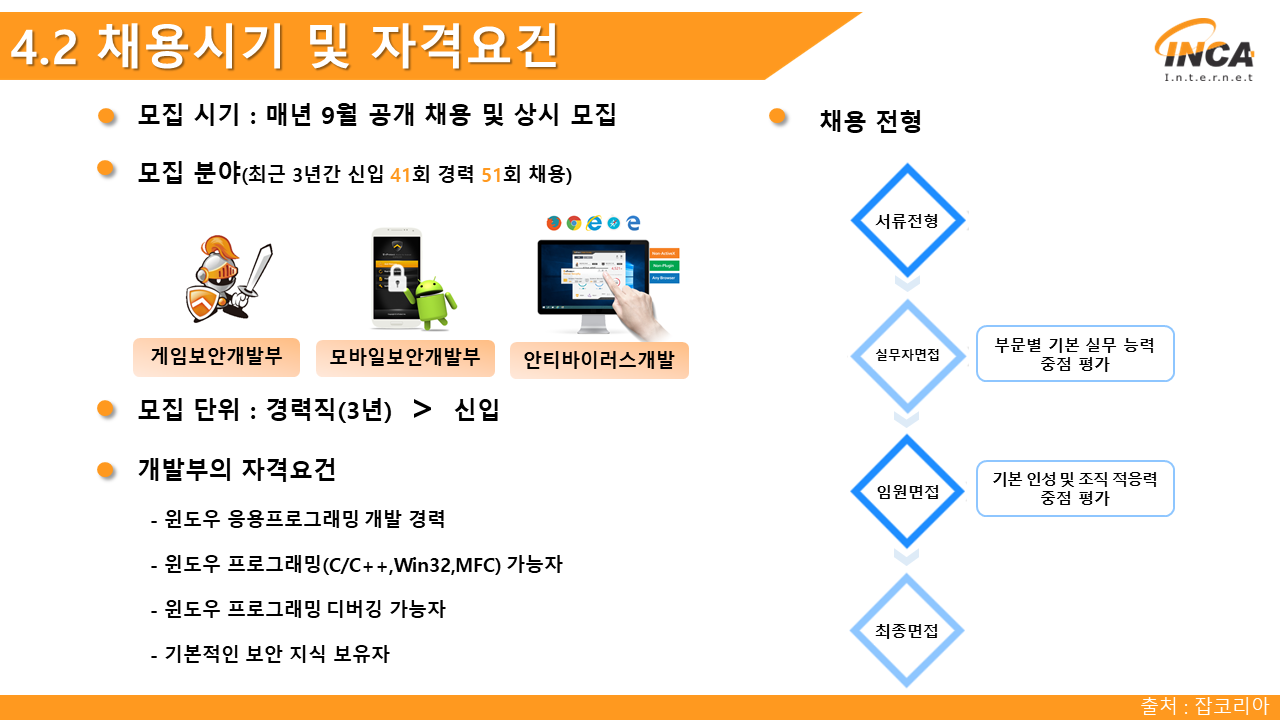 4.2 채용시기 및 자격요건
INCA
I.n.t.e.r.n.e.t
모집 시기 : 매년 9월 공개 채용 및 상시 모집
모집 분야(최근 3년간 신입 41회 경력 51회 채용)
Non-ActiveX
Non-Plugin
Any Browser
게임보안개발부
모바일보안개발부
안티바이러스개발
모집 단위 : 경력직(3년) > 신입
개발부의 자격요건
- 윈도우 응용프로그래밍 개발 경력
- 윈도우 프로그래밍(C/C++,Win32,MFC) 가능자
- 윈도우 프로그래밍 디버깅 가능자
- 기본적인 보안 지식 보유자
채용 전형
서류전형
실무자면접
부문별 기본 실무 능력
중점 평가
임원면접
기본 인성 및 조직 적응력
중점 평가
최종면접
출처 : 잡코리아